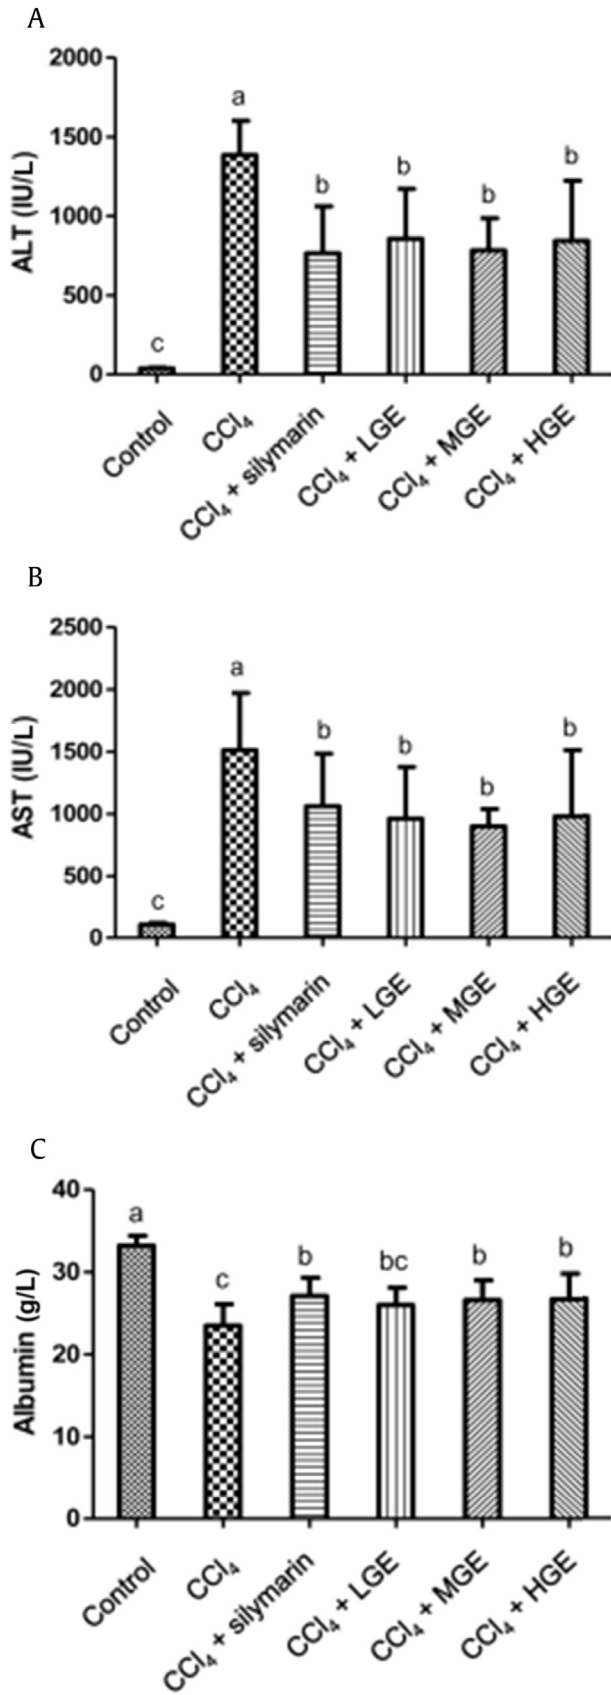 A
ALT (IU/L)
2000
1500
1000
500
0
c
a
b
b
b
b
Control
CCl₄
CCl₄ + silymarin
CCl₄ + LGE
CCl₄ + MGE
CCl₄ + HGE
B
AST (IU/L)
2500
2000
1500
1000
500
0
c
a
b
b
b
b
Control
CCl₄
CCl₄ + silymarin
CCl₄ + LGE
CCl₄ + MGE
CCl₄ + HGE
C
Albumin (g/L)
40
30
20
10
0
a
c
b
bc
b
b
Control
CCl₄
CCl₄ + silymarin
CCl₄ + LGE
CCl₄ + MGE
CCl₄ + HGE